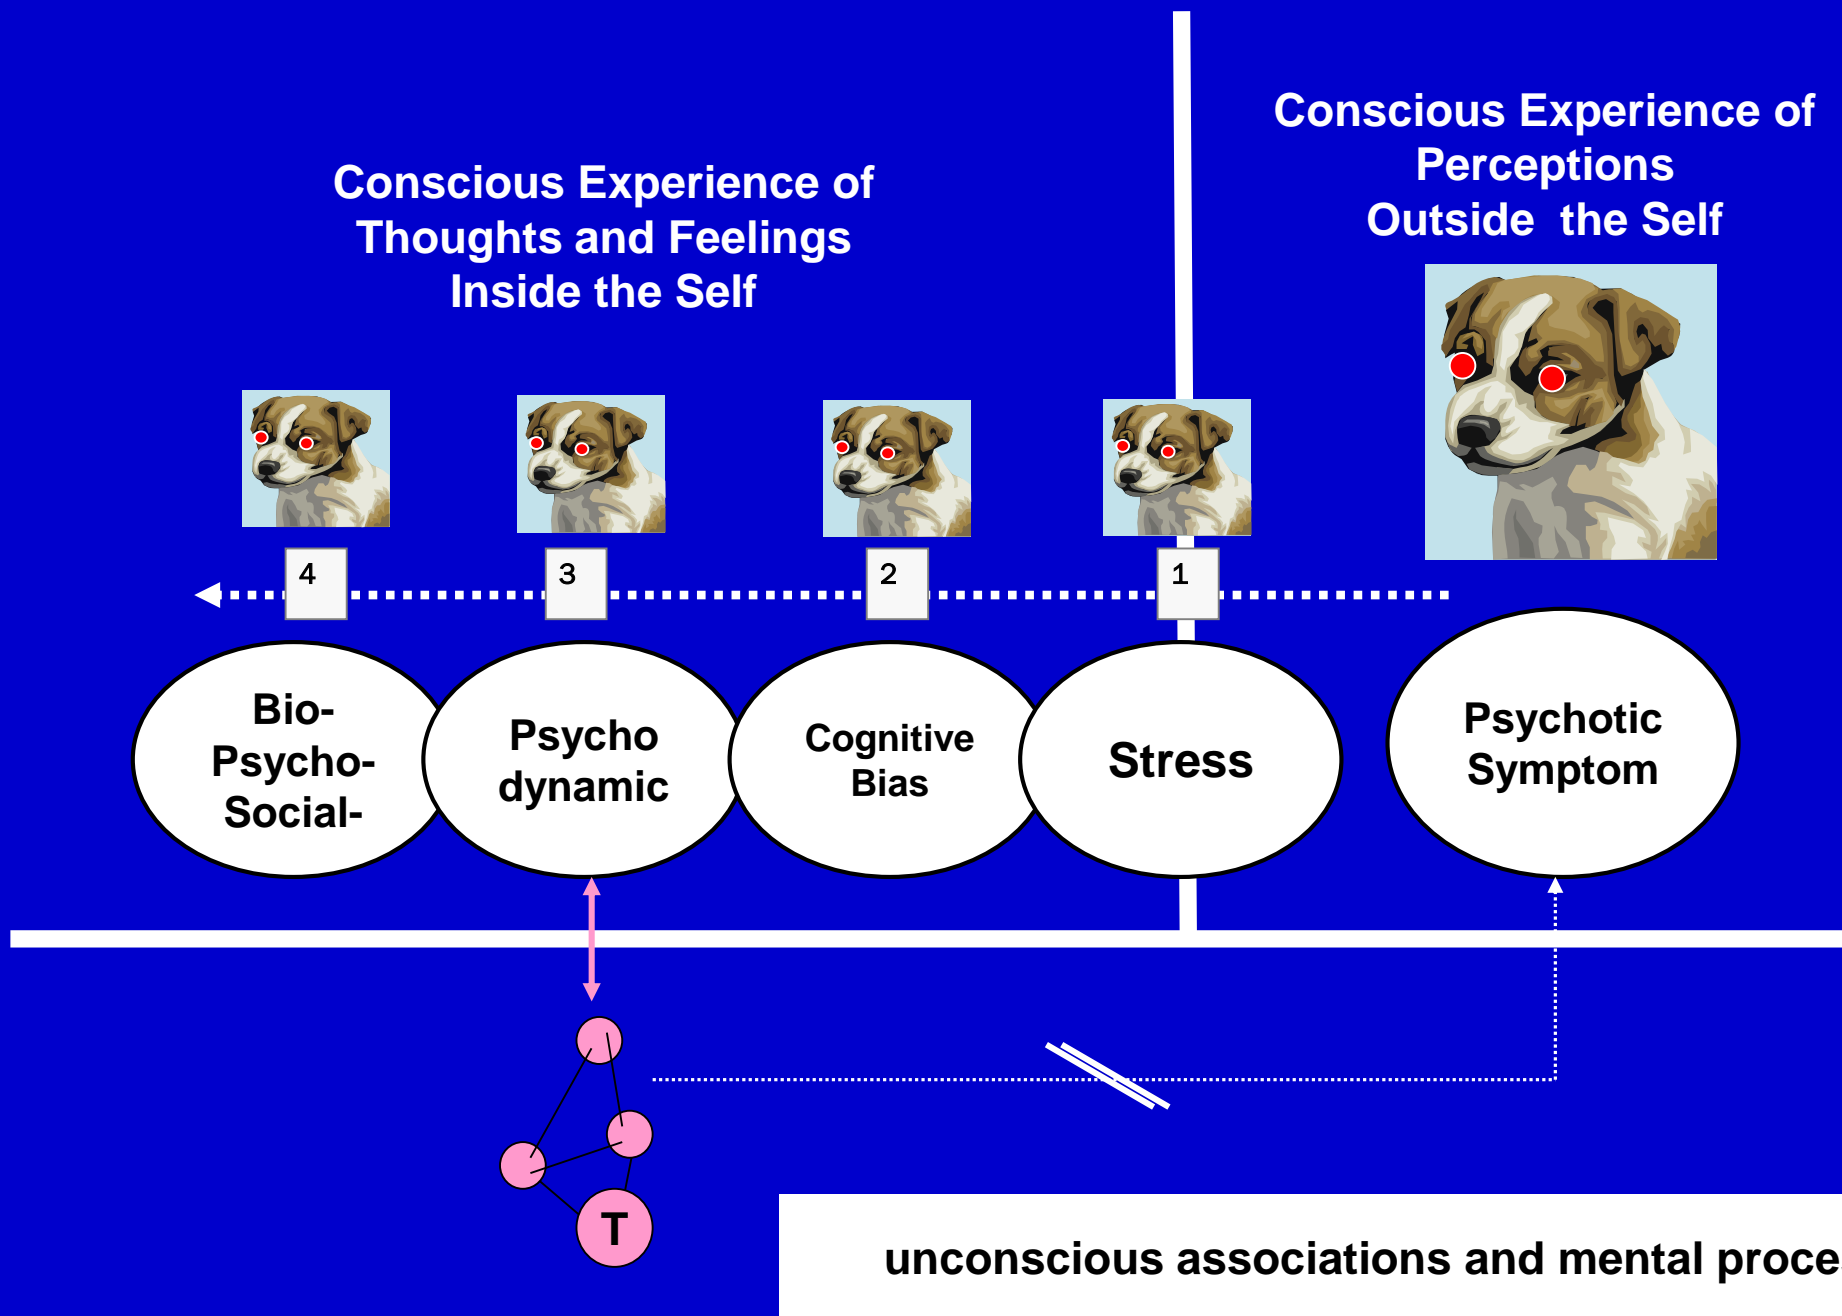 Conscious Experience of
Thoughts and Feelings
Inside the Self
Conscious Experience of
Perceptions
Outside the Self
4
3
2
1
Bio-
Psycho-
Social-
Psycho
dynamic
Cognitive
Bias
Stress
Psychotic
Symptom
T
unconscious associations and mental proce